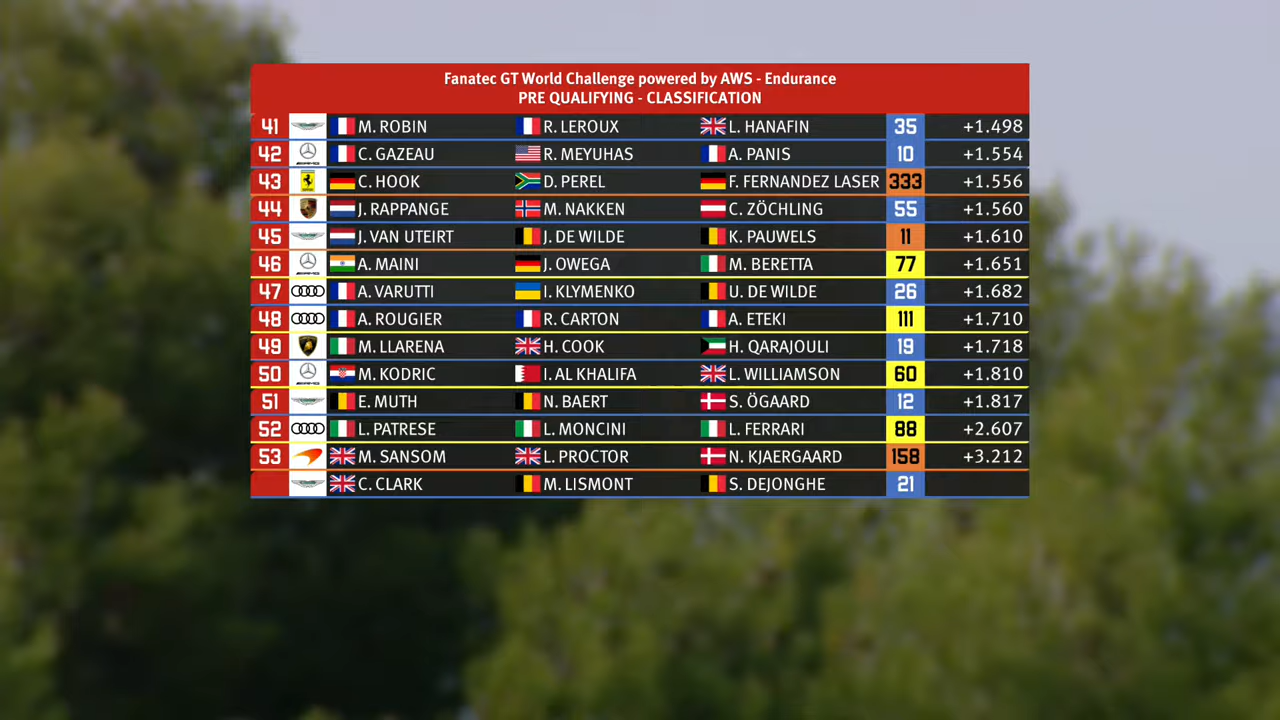 Fanatec GT World Challenge powered by AWS - Endurance
PRE QUALIFYING - CLASSIFICATION
41 M. ROBIN R. LEROUX L. HANAFIN 35 +1.498
42 C. GAZEAU R. MEYUHAS A. PANIS 10 +1.554
43 C. HOOK D. PEREL F. FERNANDEZ LASER 333 +1.556
44 J. RAPPANGE M. NAKKEN C. ZÖCHLING 55 +1.560
45 J. VAN UTEIRT J. DE WILDE K. PAUWELS 11 +1.610
46 A. MAINI J. OWEGA M. BERETTA 77 +1.651
47 A. VARUTTI I. KLYMENKO U. DE WILDE 26 +1.682
48 A. ROUGIER R. CARTON A. ETEKI 111 +1.710
49 M. LLARENA H. COOK H. QARAJOULI 19 +1.718
50 M. KODRIC I. AL KHALIFA L. WILLIAMSON 60 +1.810
51 E. MUTH N. BAERT S. ÖGAARD 12 +1.817
52 L. PATRESE L. MONCINI L. FERRARI 88 +2.607
53 M. SANSOM L. PROCTOR N. KJAERGAARD 158 +3.212
C. CLARK M. LISMONT S. DEJONGHE 21